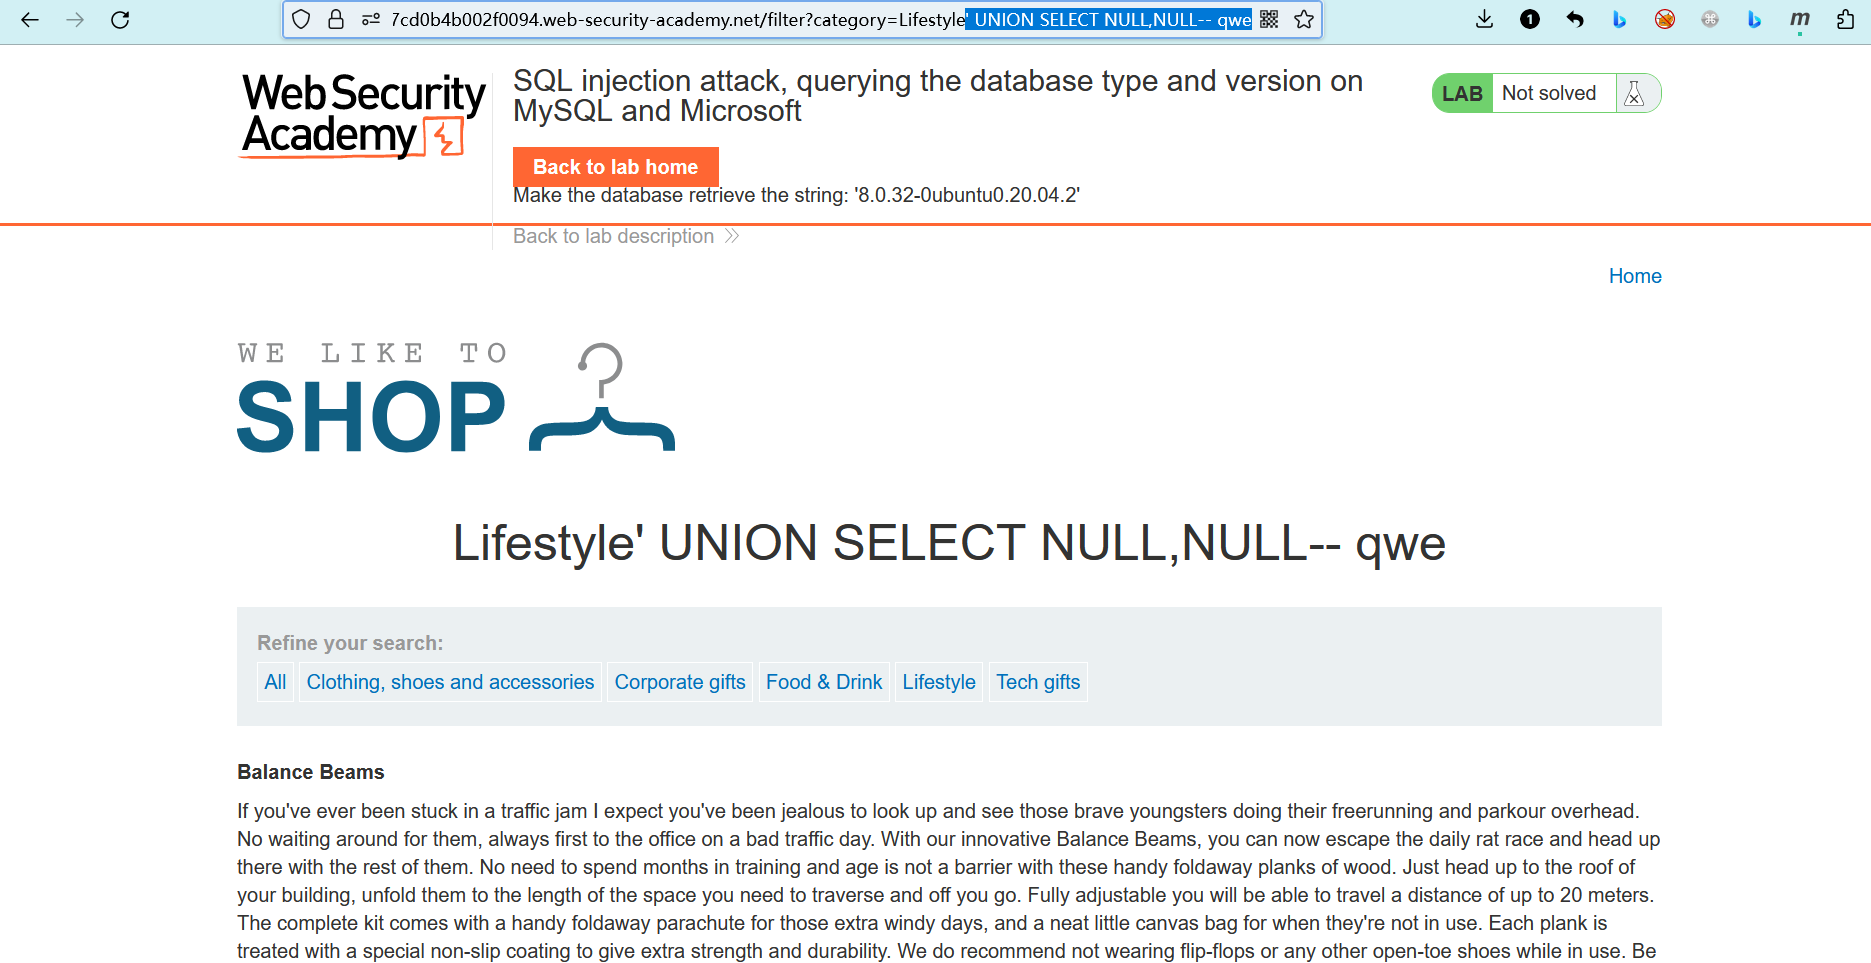 7cd0b4b002f0094.web-security-academy.net/filter?category=Lifestyle' UNION SELECT NULL,NULL-- qwe
1
m
Web Security
Academy
SQL injection attack, querying the database type and version on
MySQL and Microsoft
LAB Not solved
Back to lab home
Make the database retrieve the string: '8.0.32-0ubuntu0.20.04.2'
Back to lab description
Home
WE LIKE TO
SHOP
Lifestyle' UNION SELECT NULL,NULL-- qwe
Refine your search:
All Clothing, shoes and accessories Corporate gifts Food & Drink Lifestyle Tech gifts
Balance Beams
If you've ever been stuck in a traffic jam I expect you've been jealous to look up and see those brave youngsters doing their freerunning and parkour overhead.
No waiting around for them, always first to the office on a bad traffic day. With our innovative Balance Beams, you can now escape the daily rat race and head up
there with the rest of them. No need to spend months in training and age is not a barrier with these handy foldaway planks of wood. Just head up to the roof of
your building, unfold them to the length of the space you need to traverse and off you go. Fully adjustable you will be able to travel a distance of up to 20 meters.
The complete kit comes with a handy foldaway parachute for those extra windy days, and a neat little canvas bag for when they're not in use. Each plank is
treated with a special non-slip coating to give extra strength and durability. We do recommend not wearing flip-flops or any other open-toe shoes while in use. Be